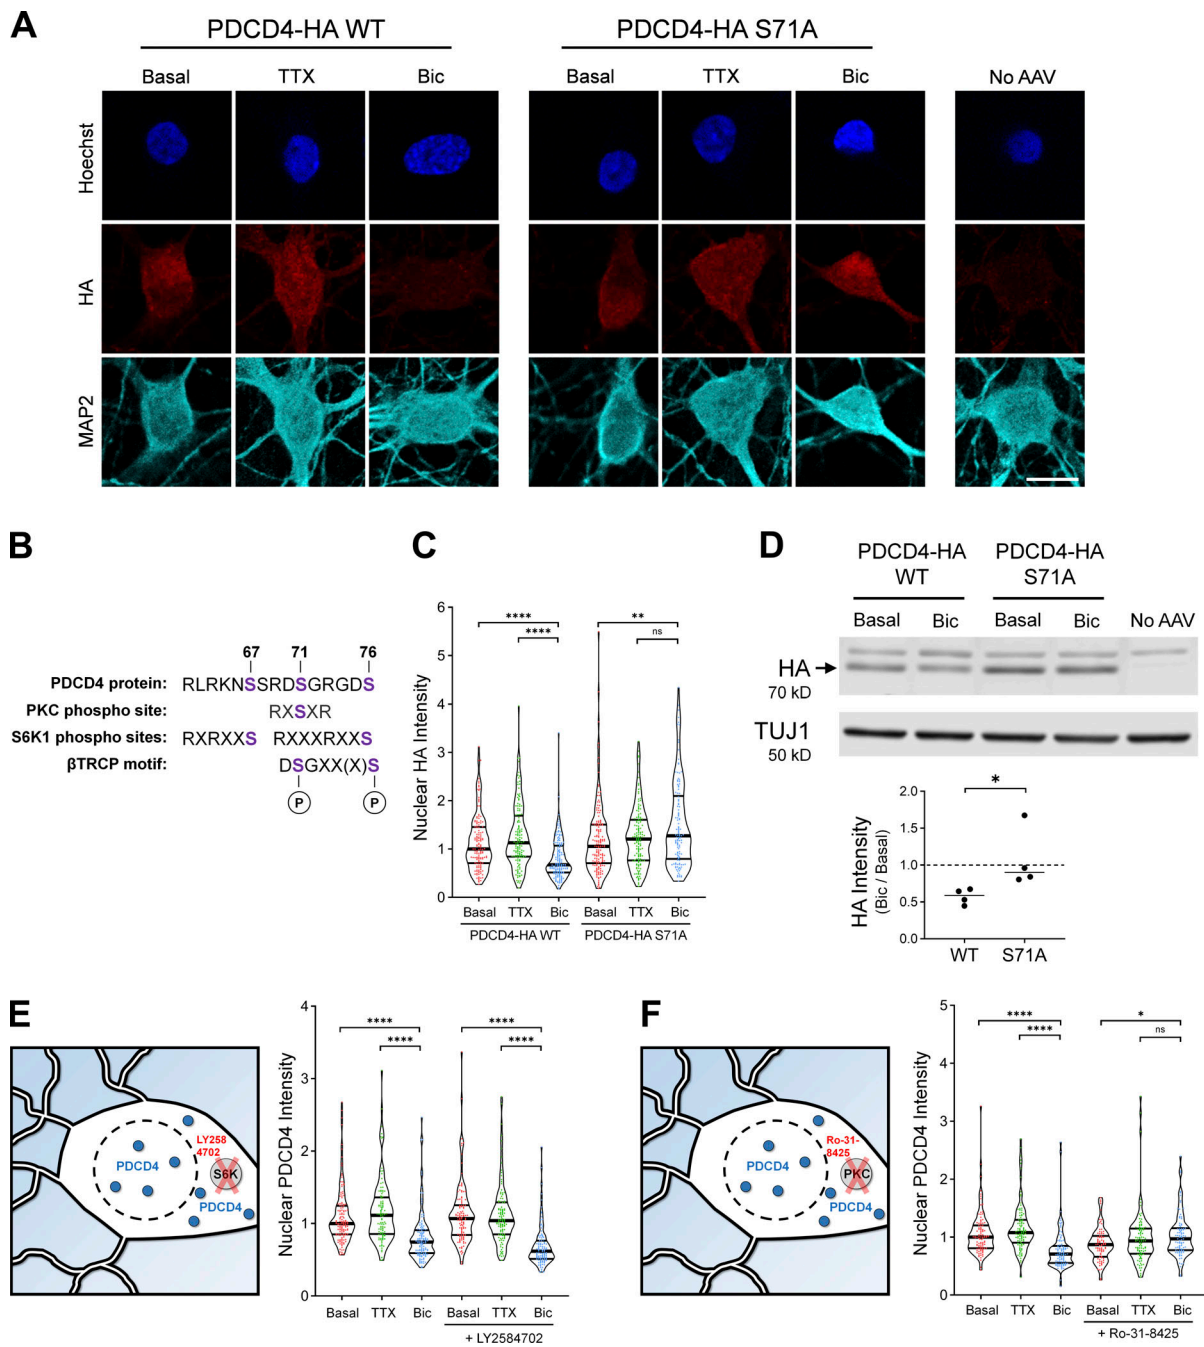 A
PDCD4-HA WT
PDCD4-HA S71A
Basal
TTX
Bic
Basal
TTX
Bic
No AAV
Hoechst
HA
MAP2
B
67 71 76
PDCD4 protein: RLRKNSSRDSGRGDS
PKC phospho site: RXSXR
S6K1 phospho sites: RXRXXS RXXXRXXS
βTRCP motif: DSGXX(X)S
P P
C
Nuclear HA Intensity
6
5
4
3
2
1
0
****
****
**
ns
Basal TTX Bic Basal TTX Bic
PDCD4-HA WT PDCD4-HA S71A
D
PDCD4-HA WT
PDCD4-HA S71A
Basal Bic Basal Bic No AAV
HA
70 kD
TUJ1
50 kD
HA Intensity
(Bic / Basal)
2.0
1.5
1.0
0.5
0.0
*
WT S71A
E
LY258
4702
PDCD4
S6K
PDCD4
Nuclear PDCD4 Intensity
4
3
2
1
0
****
****
****
****
Basal TTX Bic Basal TTX Bic
+ LY2584702
F
Ro-31-
8425
PDCD4
PKC
PDCD4
Nuclear PDCD4 Intensity
5
4
3
2
1
0
****
****
*
ns
Basal TTX Bic Basal TTX Bic
+ Ro-31-8425